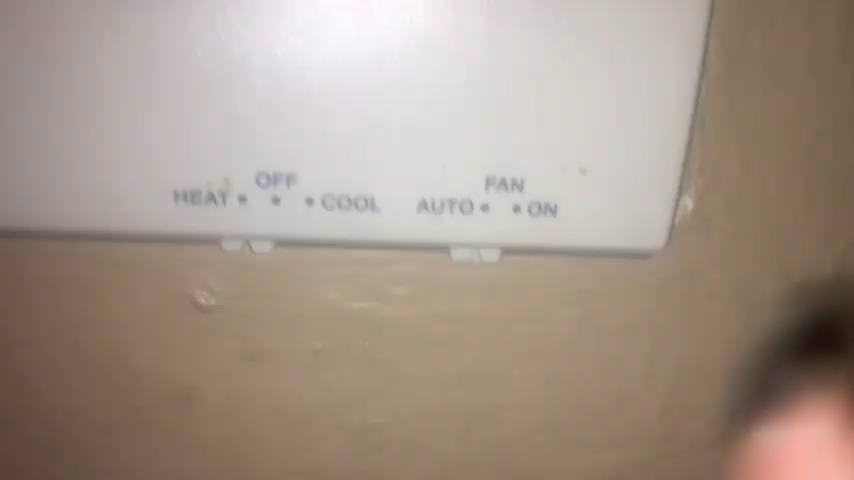 OFF
HEAT • • • COOL
FAN
AUTO • • ON